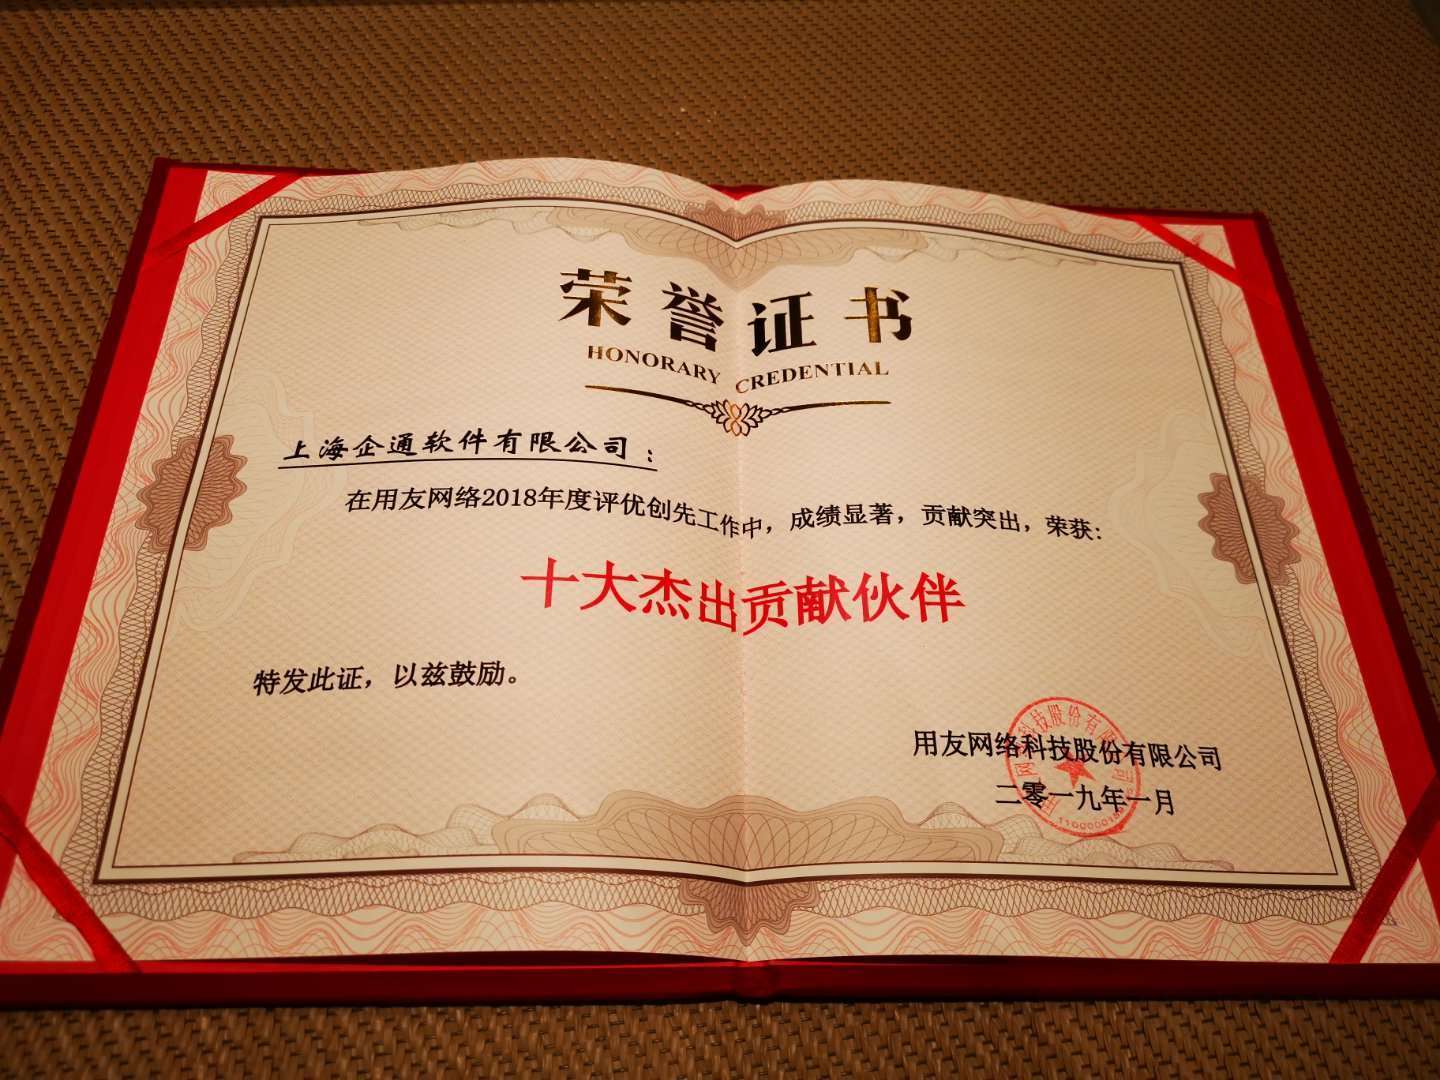 荣誉证书
HONORARY CREDENTIAL
上海企通软件有限公司：
在用友网络2018年度评优创先工作中，成绩显著，贡献突出，荣获:
十大杰出贡献伙伴
特发此证，以兹鼓励。
用友网络科技股份有限公司
二零一九年一月